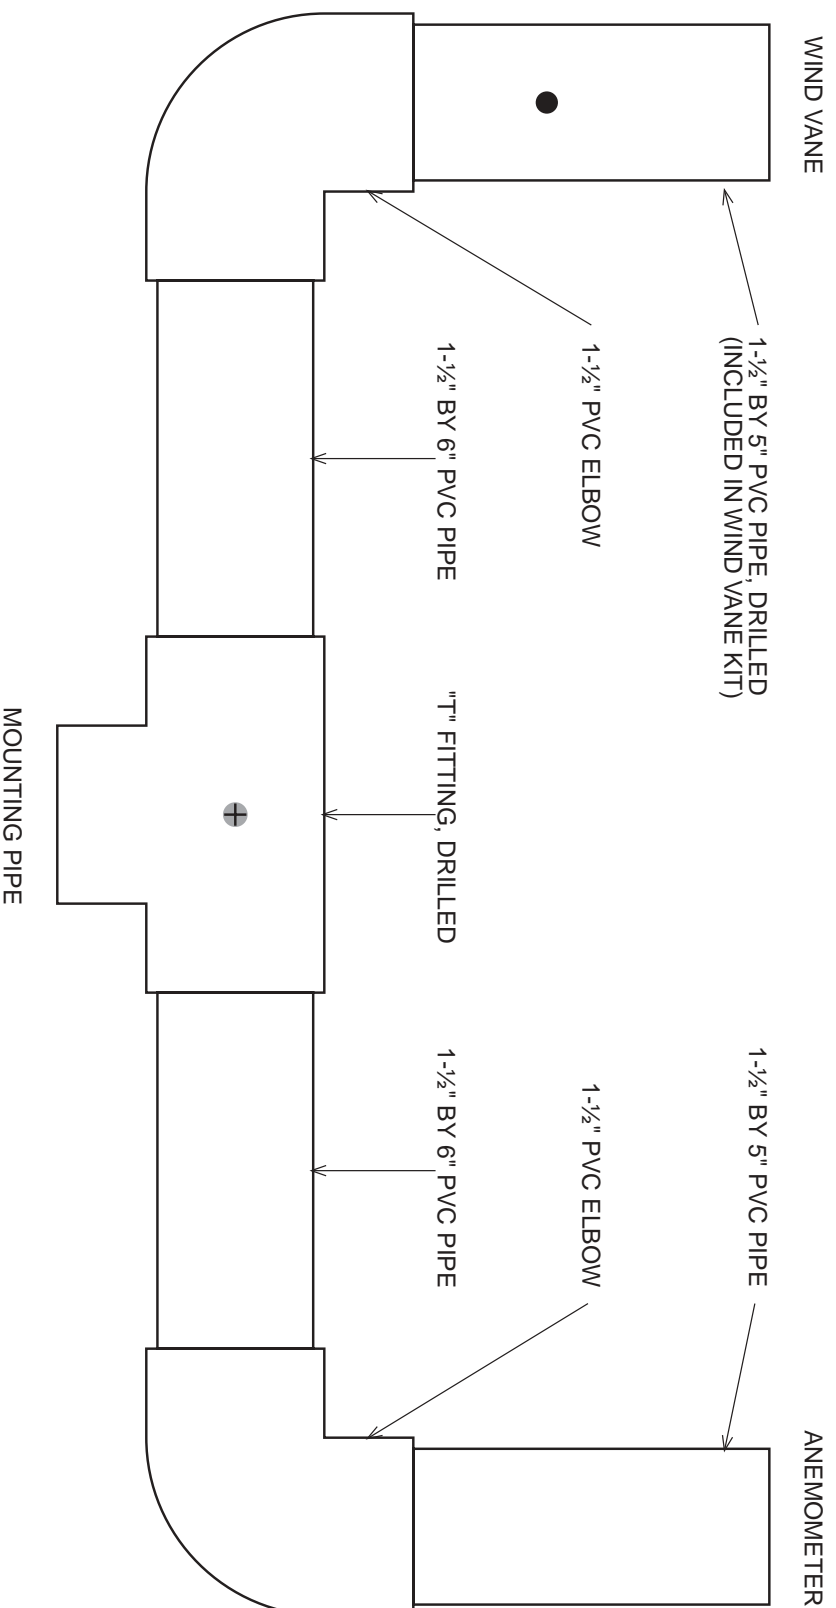 WIND VANE
ANEMOMETER
1-½" BY 5" PVC PIPE, DRILLED
(INCLUDED IN WIND VANE KIT)
1-½" BY 5" PVC PIPE
1-½" PVC ELBOW
1-½" PVC ELBOW
1-½" BY 6" PVC PIPE
"T" FITTING, DRILLED
1-½" BY 6" PVC PIPE
MOUNTING PIPE